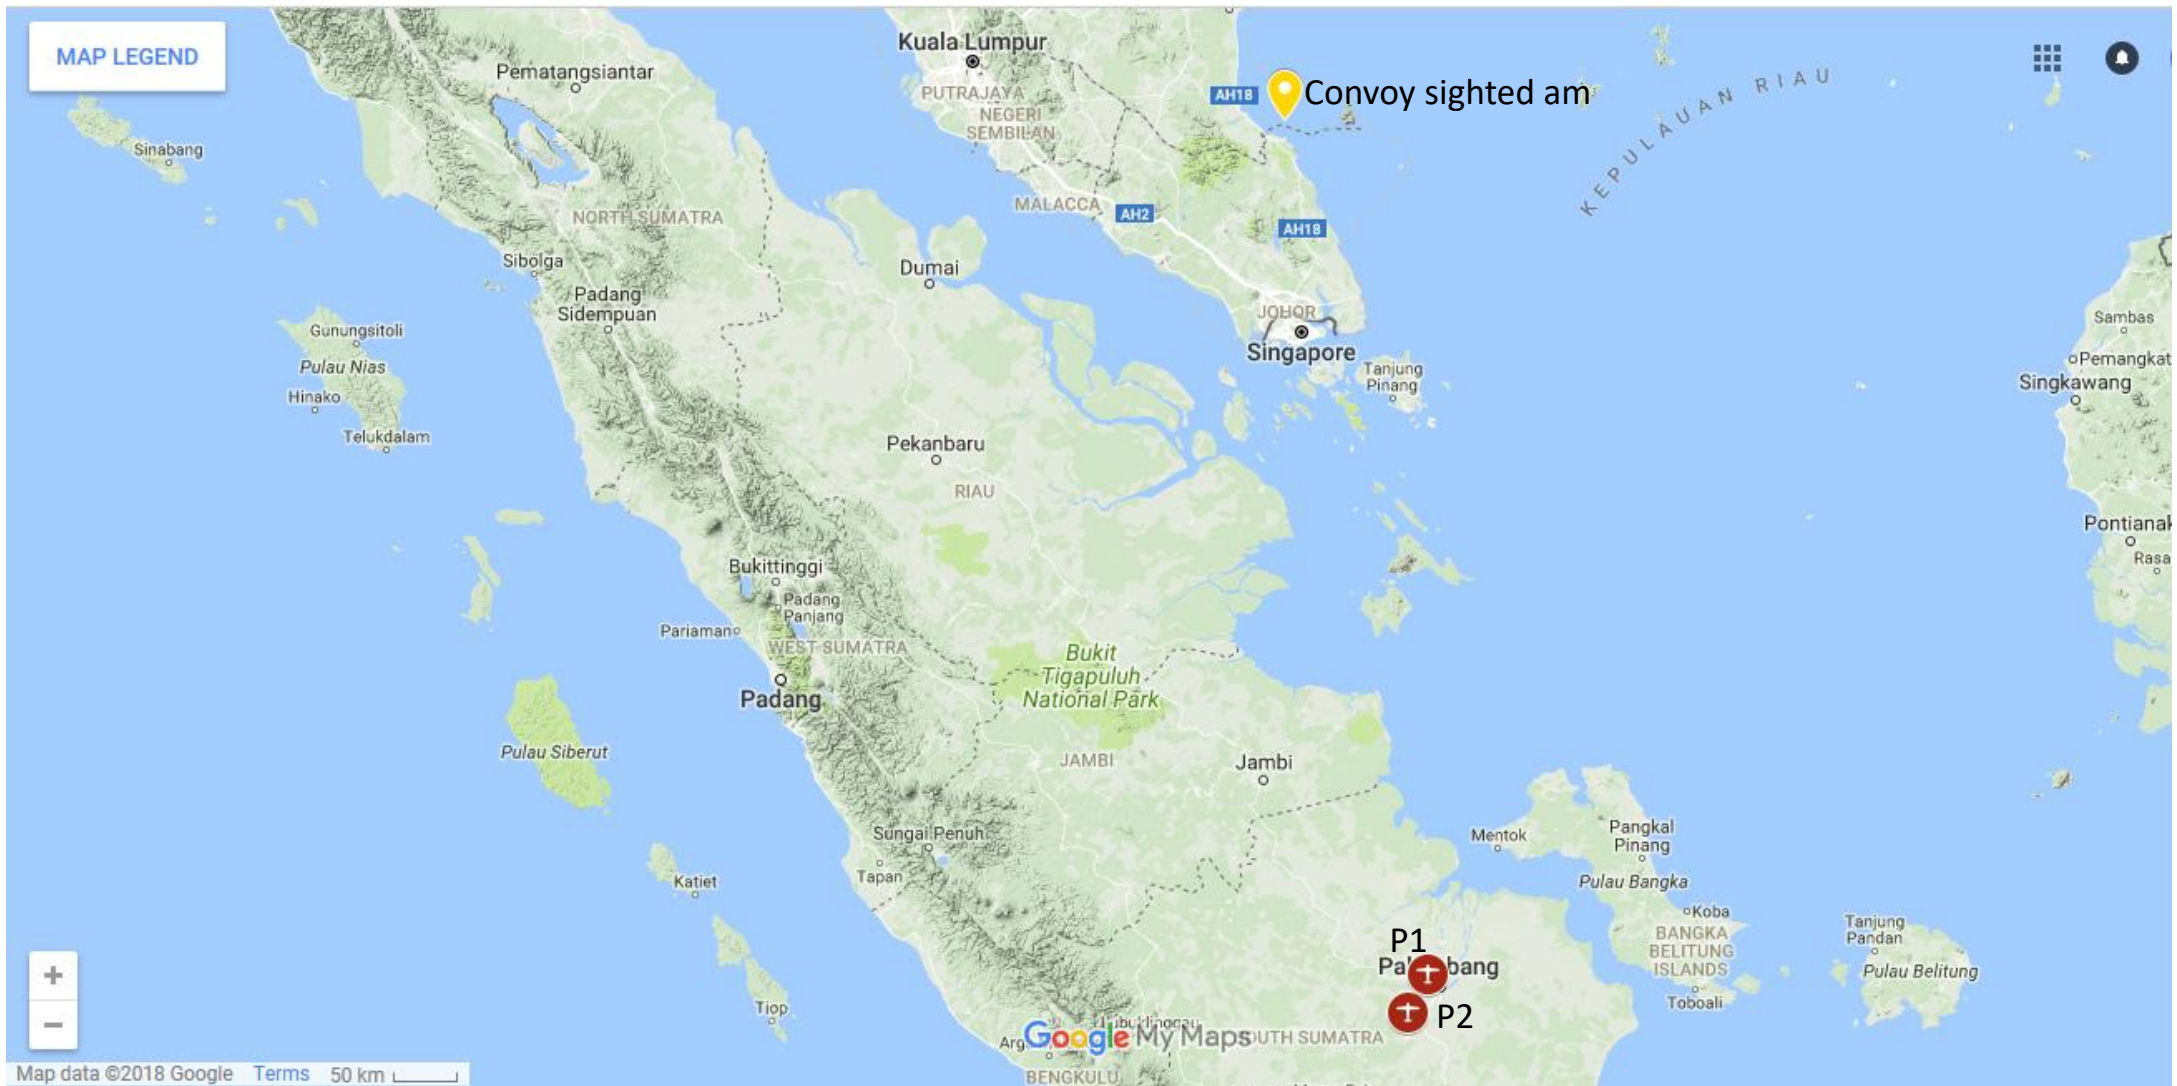 MAP LEGEND
Kuala Lumpur
Pematangsiantar
PUTRAJAYA
AH18
Convoy sighted am
KEPULAUAN RIAU
NEGERI
SEMBILAN
Sinabang
MALACCA
AH2
NORTH SUMATRA
AH18
Sibolga
Dumai
Padang
Sidempuan
JOHOR
Sambas
Gunungsitoli
Singapore
Pulau Nias
Tanjung
Pinang
Pemangkat
Singkawang
Hinako
Telukdalam
Pekanbaru
RIAU
Pontianak
Rasa
Bukittinggi
Padang
Panjang
Pariaman
WEST SUMATRA
Bukit
Tigapuluh
National Park
Padang
Pulau Siberut
JAMBI
Jambi
Sungai Penuh
Mentok
Pangkal
Pinang
Tapan
Katiet
Pulau Bangka
Koba
BANGKA
BELITUNG
ISLANDS
Tanjung
Pandan
P1
Pal bang
Pulau Belitung
Toboali
Tiop
P2
Arg
Google My Maps
OUTH SUMATRA
BENGKULU
Map data ©2018 Google Terms 50 km